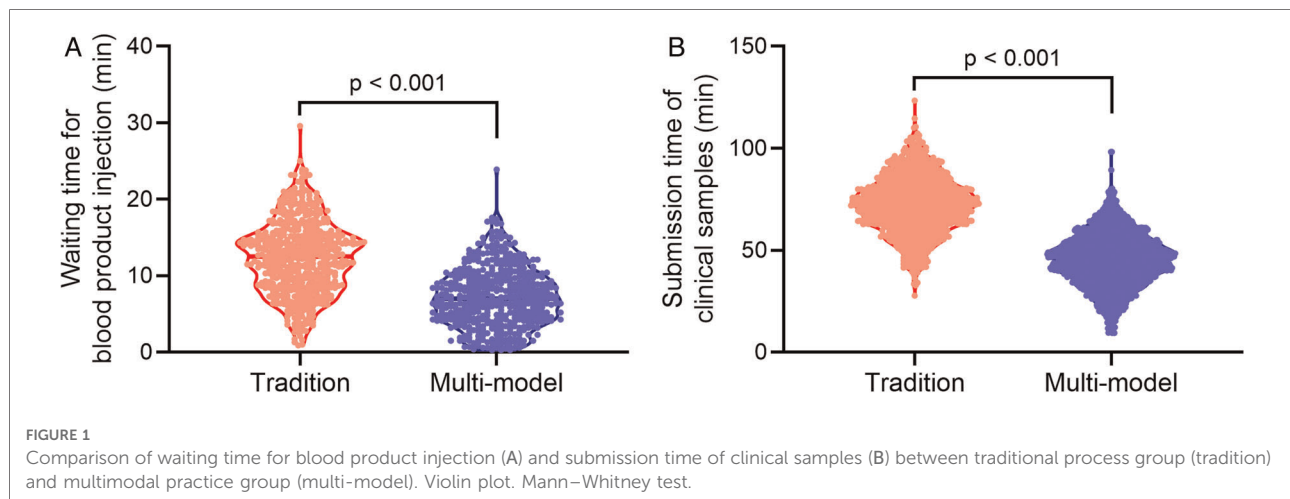 A
Waiting time for
blood product injection (min)
40
30
20
10
0
p < 0.001
Tradition
Multi-model
B
Submission time of
clinical samples (min)
150
100
50
0
p < 0.001
Tradition
Multi-model
FIGURE 1
Comparison of waiting time for blood product injection (A) and submission time of clinical samples (B) between traditional process group (tradition)
and multimodal practice group (multi-model). Violin plot. Mann–Whitney test.